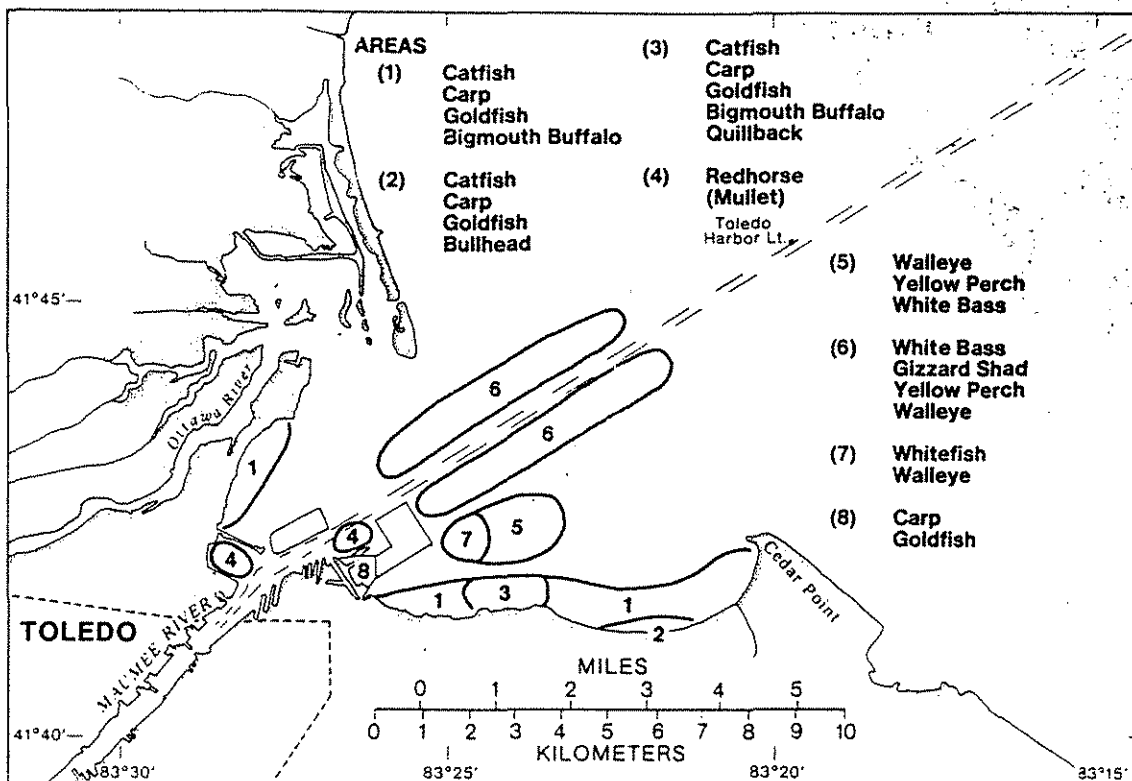 AREAS
(1) Catfish
Carp
Goldfish
Bigmouth Buffalo
(2) Catfish
Carp
Goldfish
Bullhead
(3) Catfish
Carp
Goldfish
Bigmouth Buffalo
Quillback
(4) Redhorse
(Mullet)
Toledo
Harbor Lt.
(5) Walleye
Yellow Perch
White Bass
(6) White Bass
Gizzard Shad
Yellow Perch
Walleye
(7) Whitefish
Walleye
(8) Carp
Goldfish
41°45'
Ottawa River
6
6
1
4
4
7
5
8
1
3
1
2
Cedar Point
TOLEDO
MAUMEE RIVER
MILES
0 1 2 3 4 5
0 1 2 3 4 5 6 7 8 9 10
KILOMETERS
41°40'
83°30' 83°25' 83°20' 83°15'